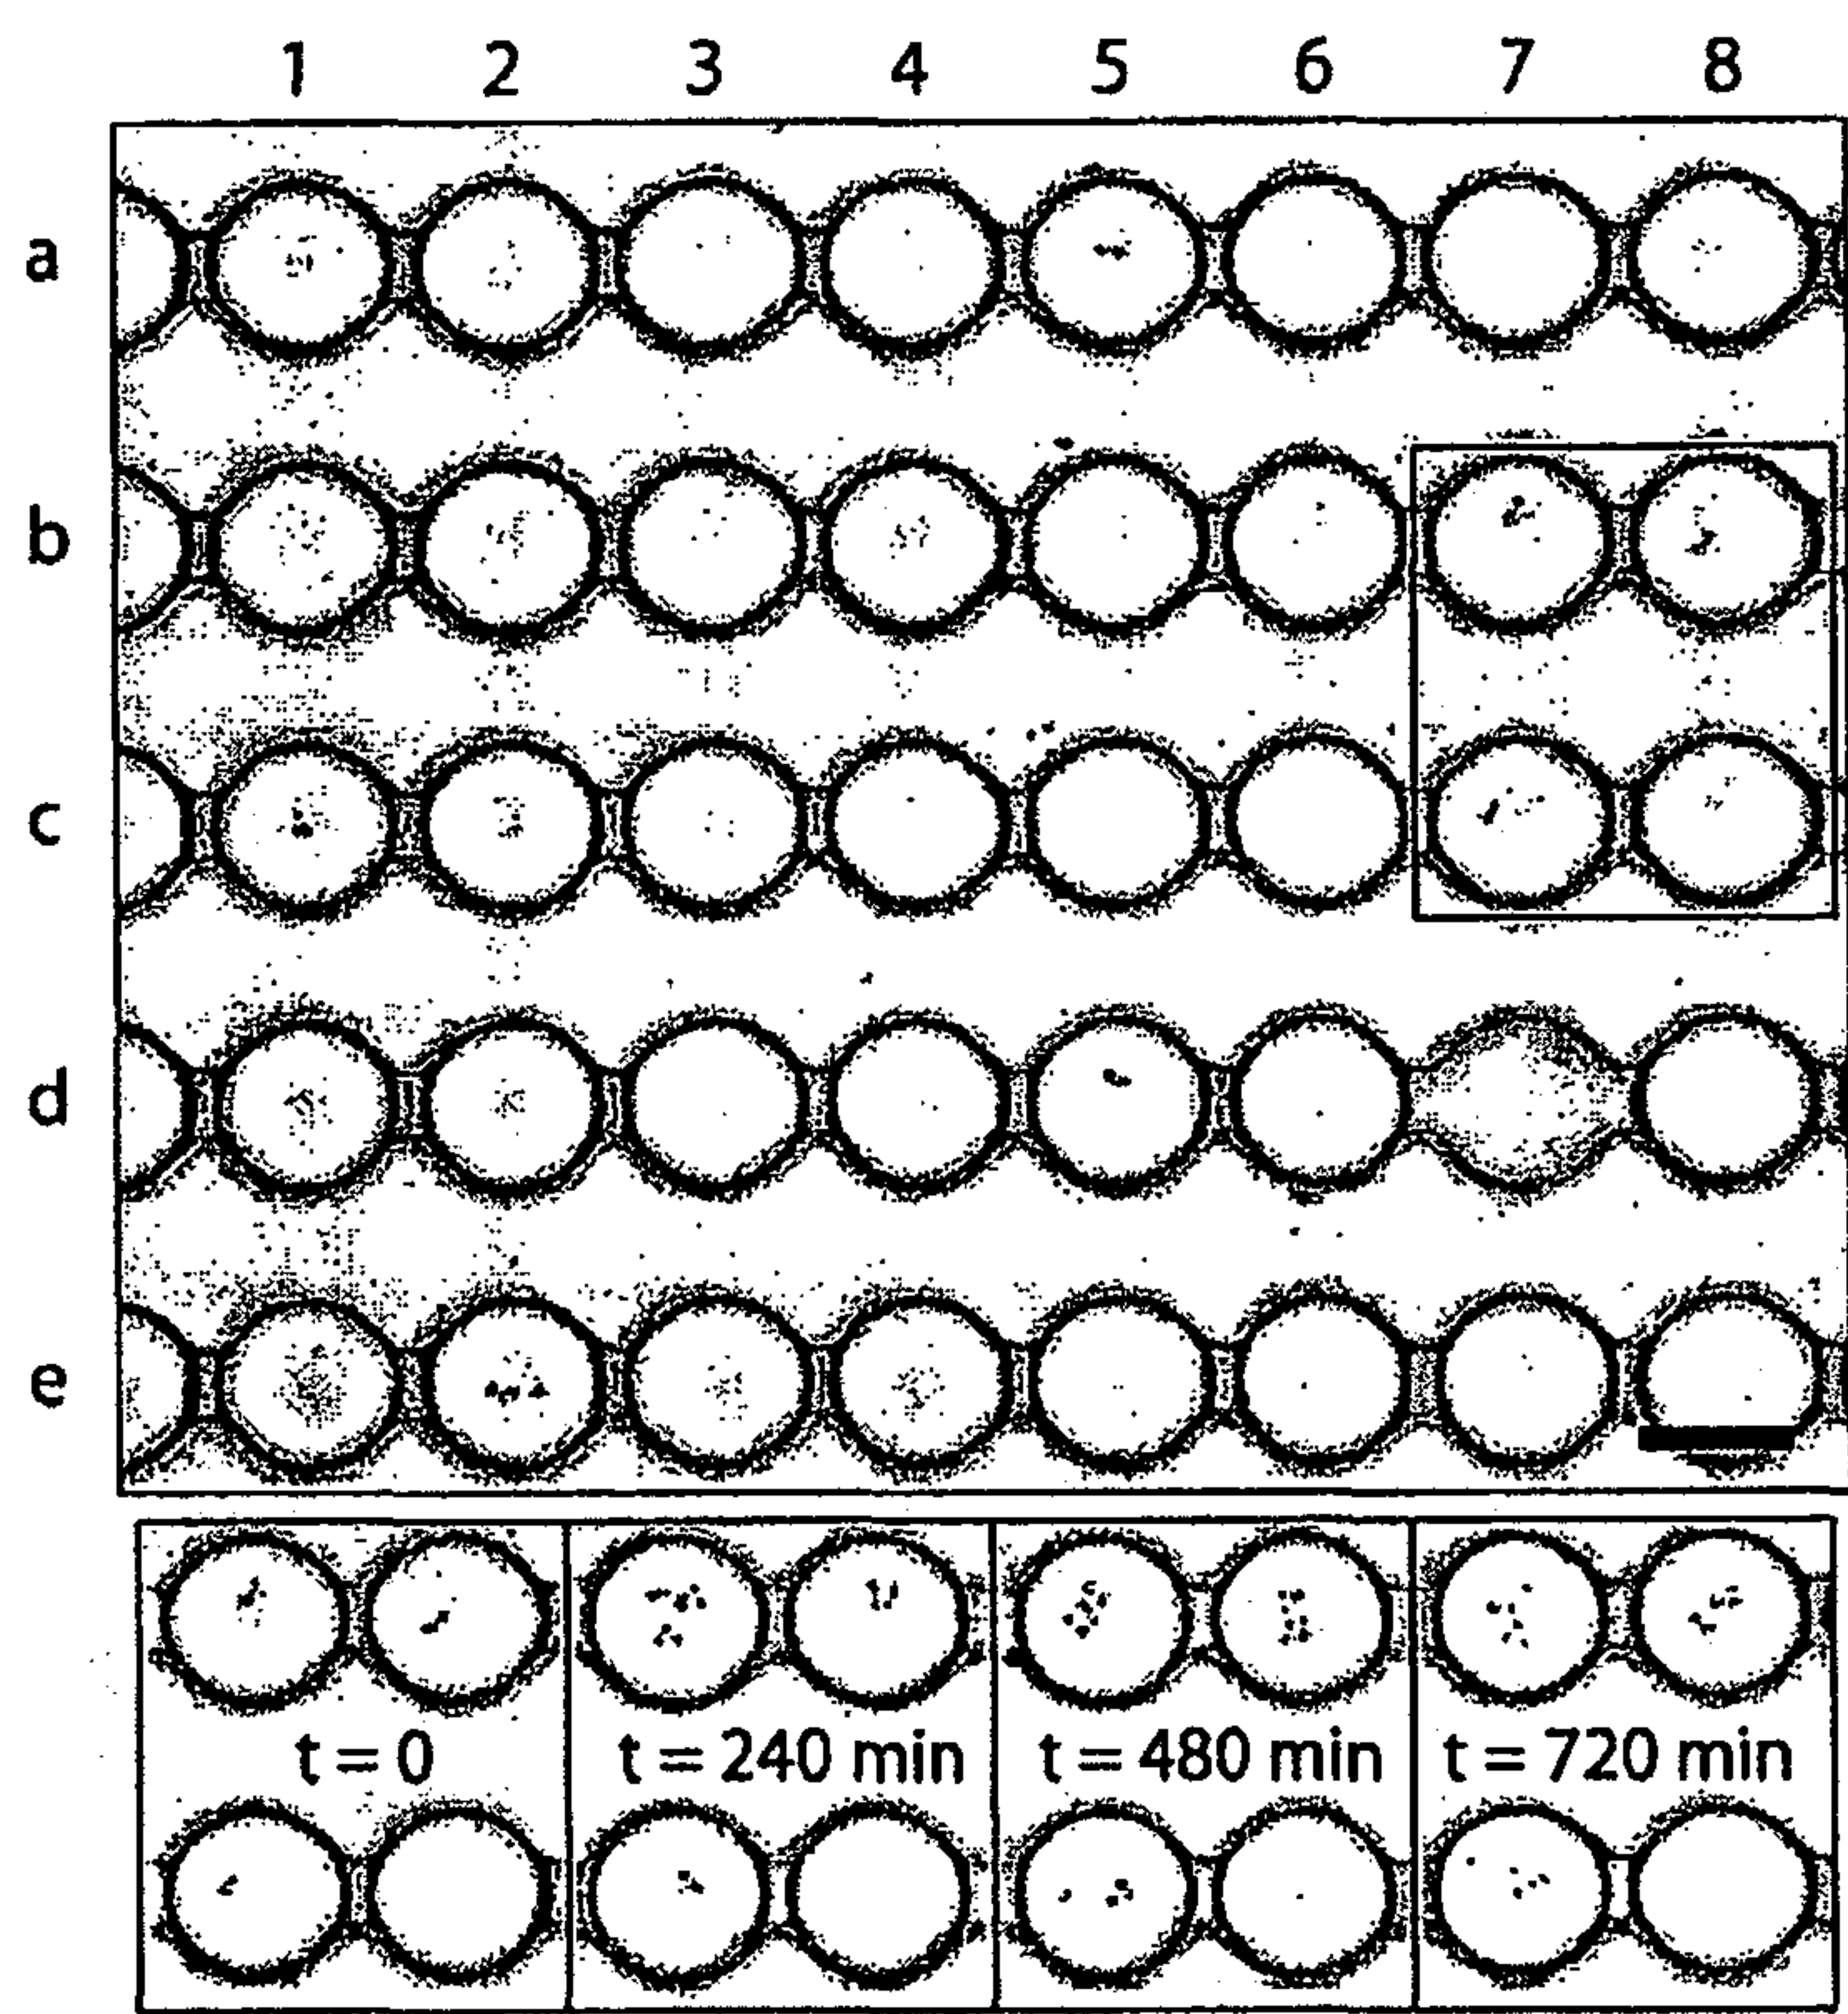 1 2 3 4 5 6 7 8
a
b
c
d
e
t = 0 t = 240 min t = 480 min t = 720 min